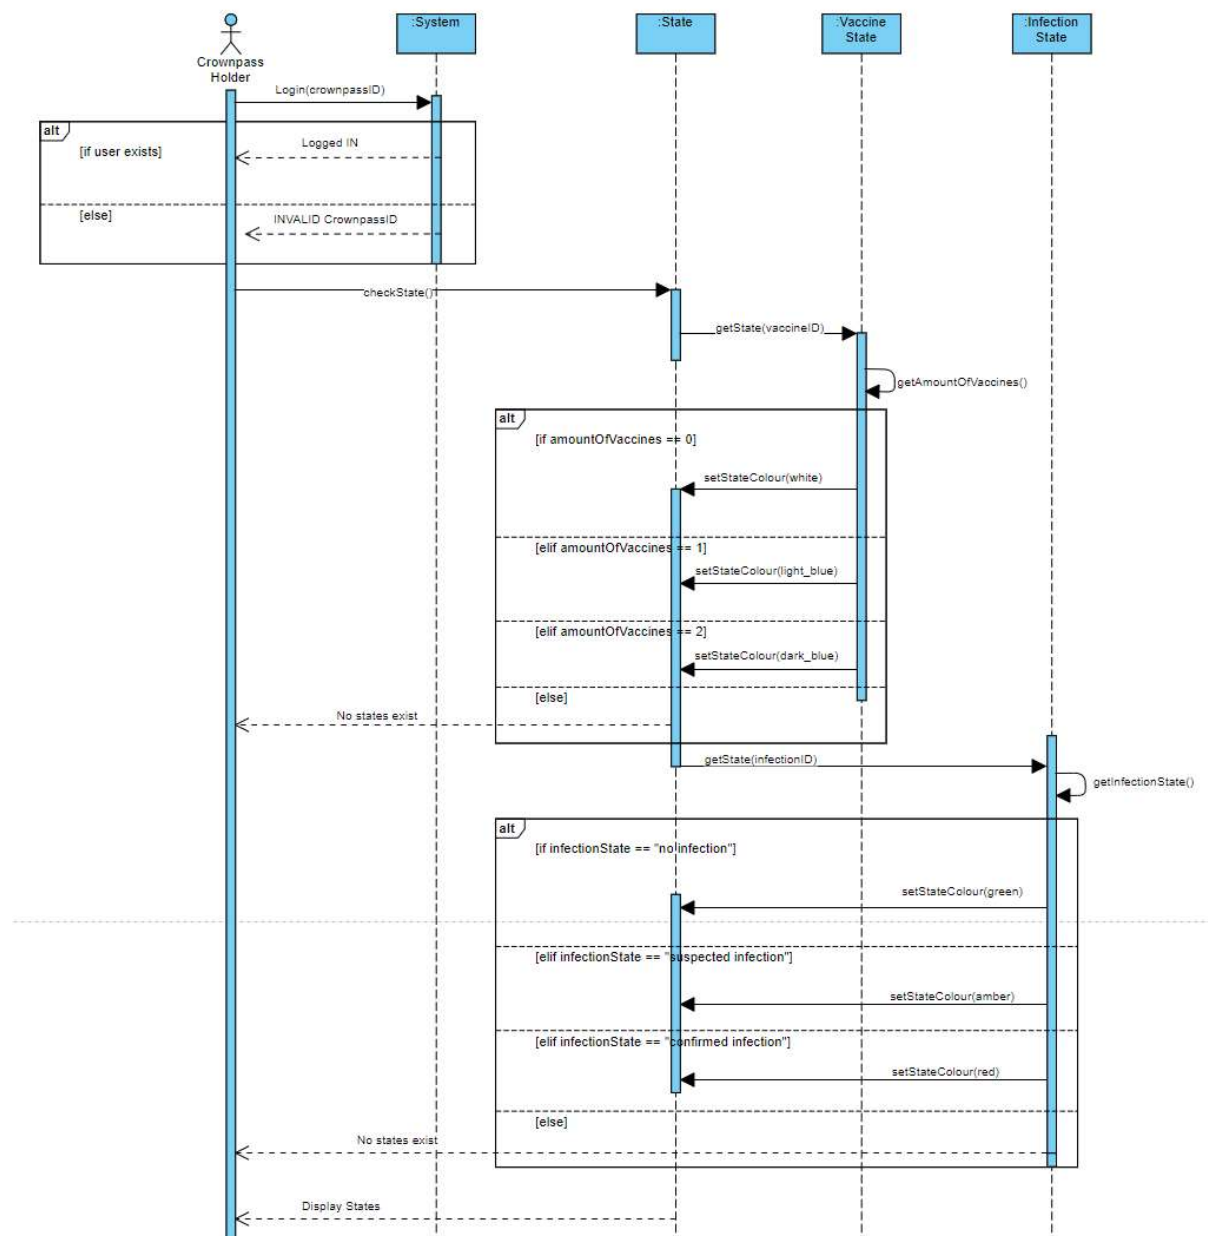 :System
:State
:Vaccine
State
:Infection
State
Crownpass
Holder
Login(crownpassID)
alt
[if user exists]
Logged IN
[else]
INVALID CrownpassID
checkState()
getState(vaccineID)
getAmountOfVaccines()
alt
[if amountOfVaccines == 0]
setStateColour(white)
[elif amountOfVaccines == 1]
setStateColour(light_blue)
[elif amountOfVaccines == 2]
setStateColour(dark_blue)
[else]
No states exist
getState(infectionID)
getInfectionState()
alt
[if infectionState == "no infection"]
setStateColour(green)
[elif infectionState == "suspected infection"]
setStateColour(amber)
[elif infectionState == "confirmed infection"]
setStateColour(red)
[else]
No states exist
Display States